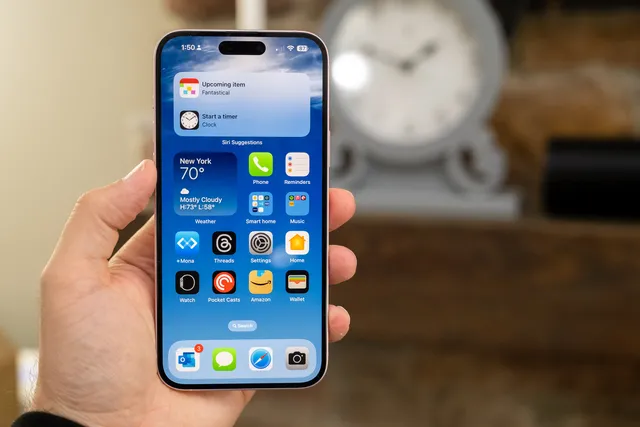 1:50
87
Upcoming item
Fantastical
Start a timer
Clock
Siri Suggestions
New York
70°
Mostly Cloudy
H:73° L:58°
Weather
Phone
Reminders
Smart home
Music
+Mona
Threads
Settings
Home
Watch
Pocket Casts
Amazon
Wallet
Search